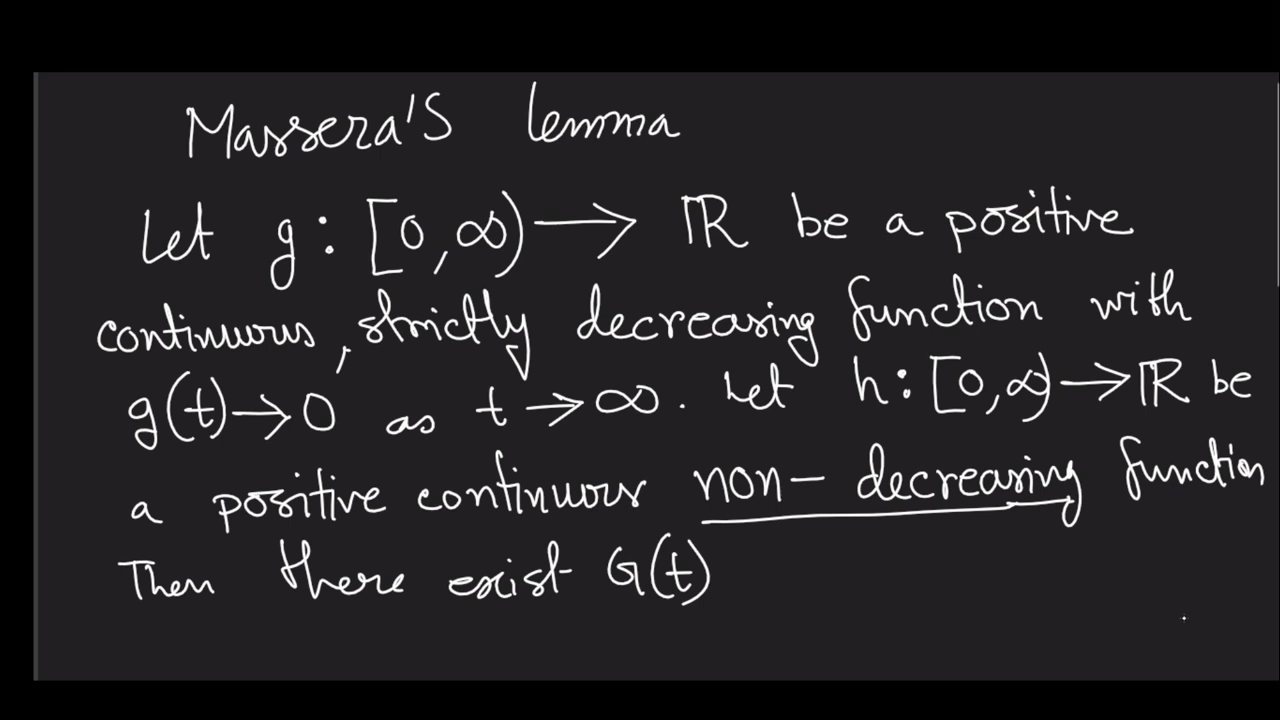 Massera's lemma
Let g : [0,∞) → ℝ be a positive
continuous, strictly decreasing function with
g(t) → 0 as t → ∞. Let h : [0,∞) → ℝ be
a positive continuous non-decreasing function
Then there exist G(t)